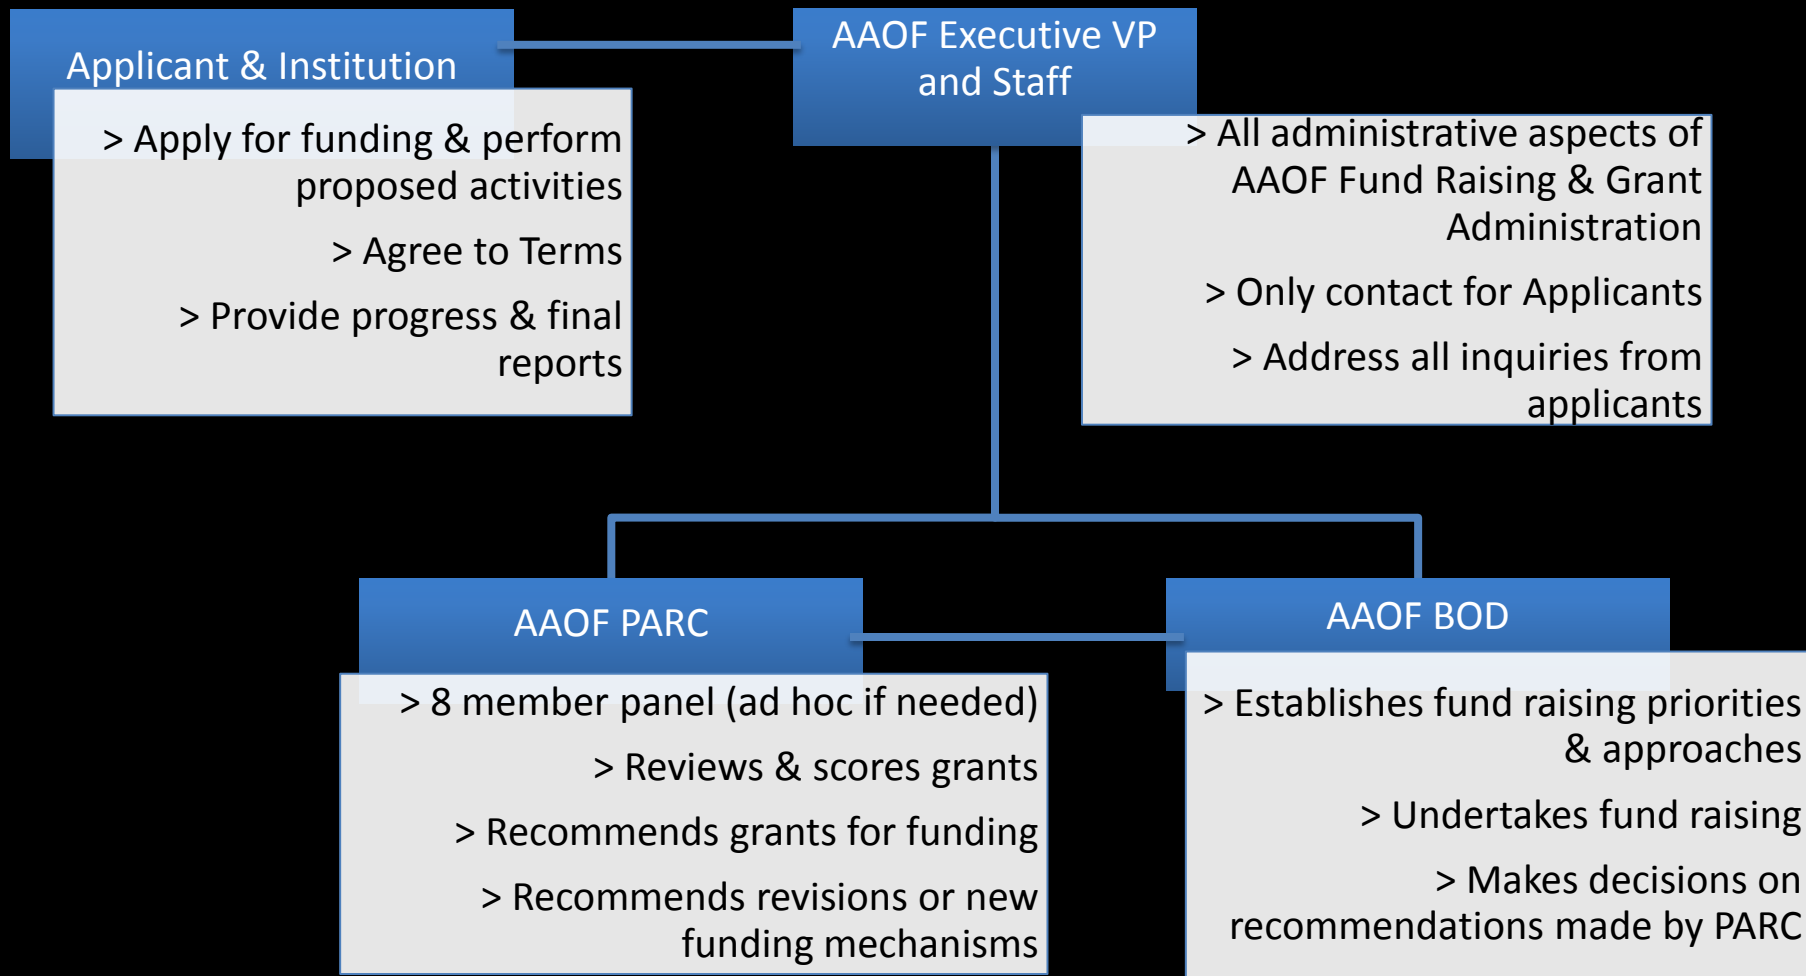 Applicant & Institution
> Apply for funding & perform
proposed activities
> Agree to Terms
> Provide progress & final
reports
AAOF Executive VP
and Staff
> All administrative aspects of
AAOF Fund Raising & Grant
Administration
> Only contact for Applicants
> Address all inquiries from
applicants
AAOF PARC
> 8 member panel (ad hoc if needed)
> Reviews & scores grants
> Recommends grants for funding
> Recommends revisions or new
funding mechanisms
AAOF BOD
> Establishes fund raising priorities
& approaches
> Undertakes fund raising
> Makes decisions on
recommendations made by PARC